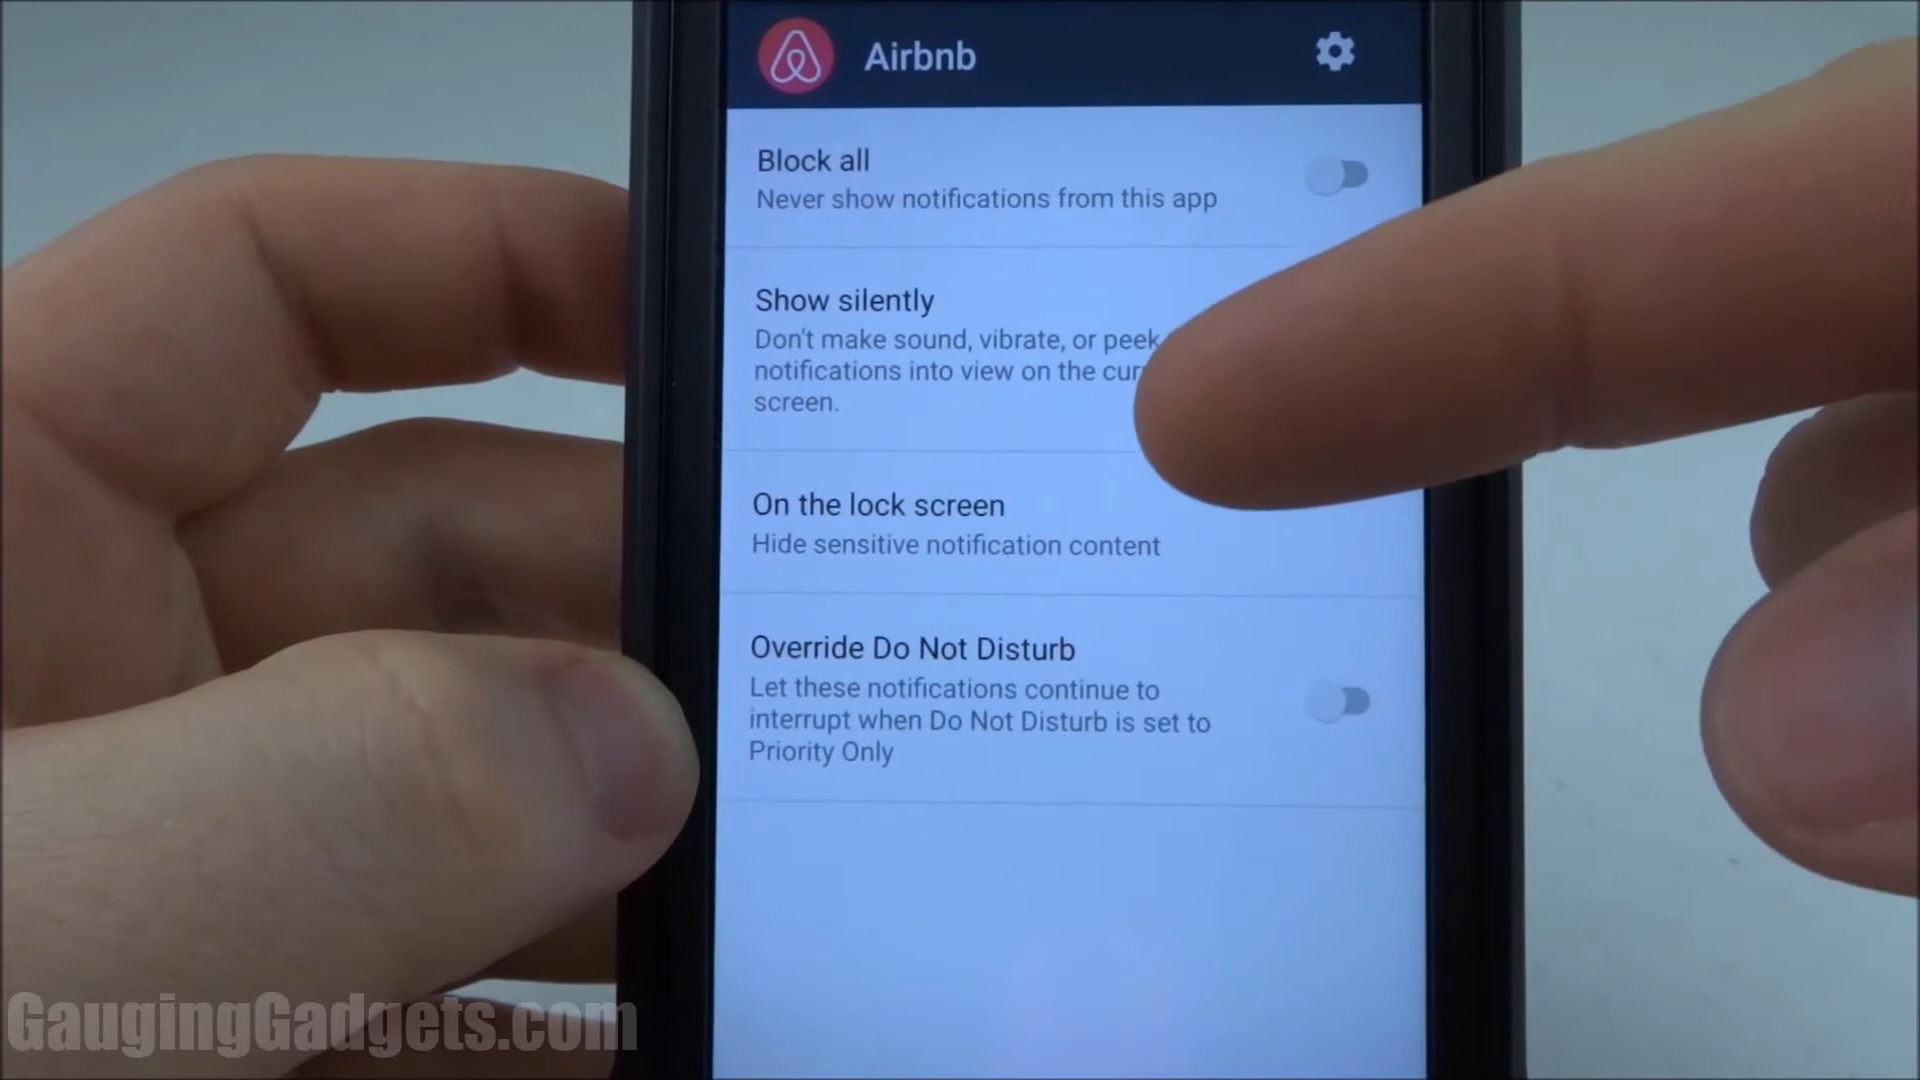 Airbnb
Block all
Never show notifications from this app
Show silently
Don't make sound, vibrate, or peek
notifications into view on the
screen.
On the lock screen
Hide sensitive notification content
Override Do Not Disturb
Let these notifications continue to
interrupt when Do Not Disturb is set to
Priority Only
GaugingGadgets.com